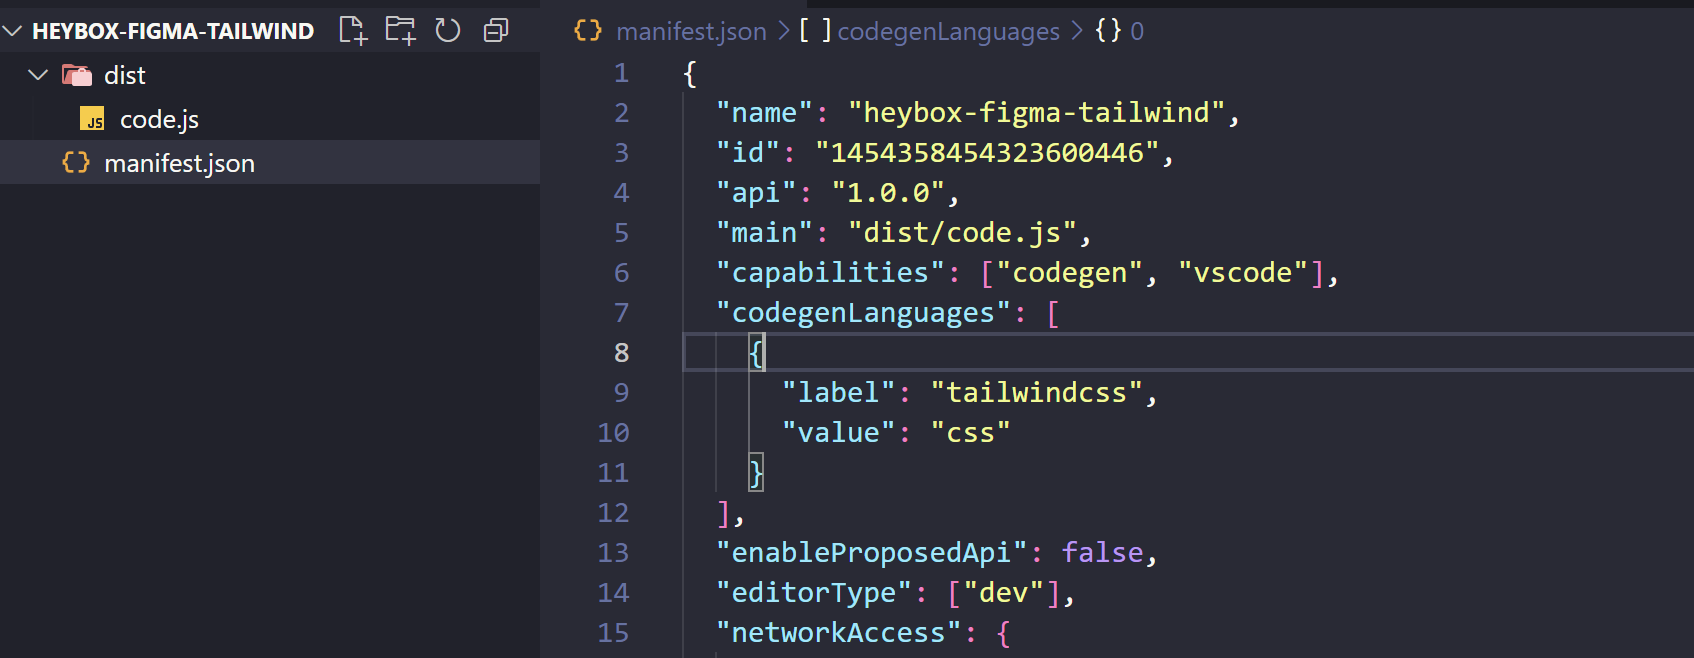 HEYBOX-FIGMA-TAILWIND
dist
JS code.js
{} manifest.json
{} manifest.json > [ ] codegenLanguages > {} 0
1 {
2 "name": "heybox-figma-tailwind",
3 "id": "1454358454323600446",
4 "api": "1.0.0",
5 "main": "dist/code.js",
6 "capabilities": ["codegen", "vscode"],
7 "codegenLanguages": [
8 {
9 "label": "tailwindcss",
10 "value": "css"
11 }
12 ],
13 "enableProposedApi": false,
14 "editorType": ["dev"],
15 "networkAccess": {